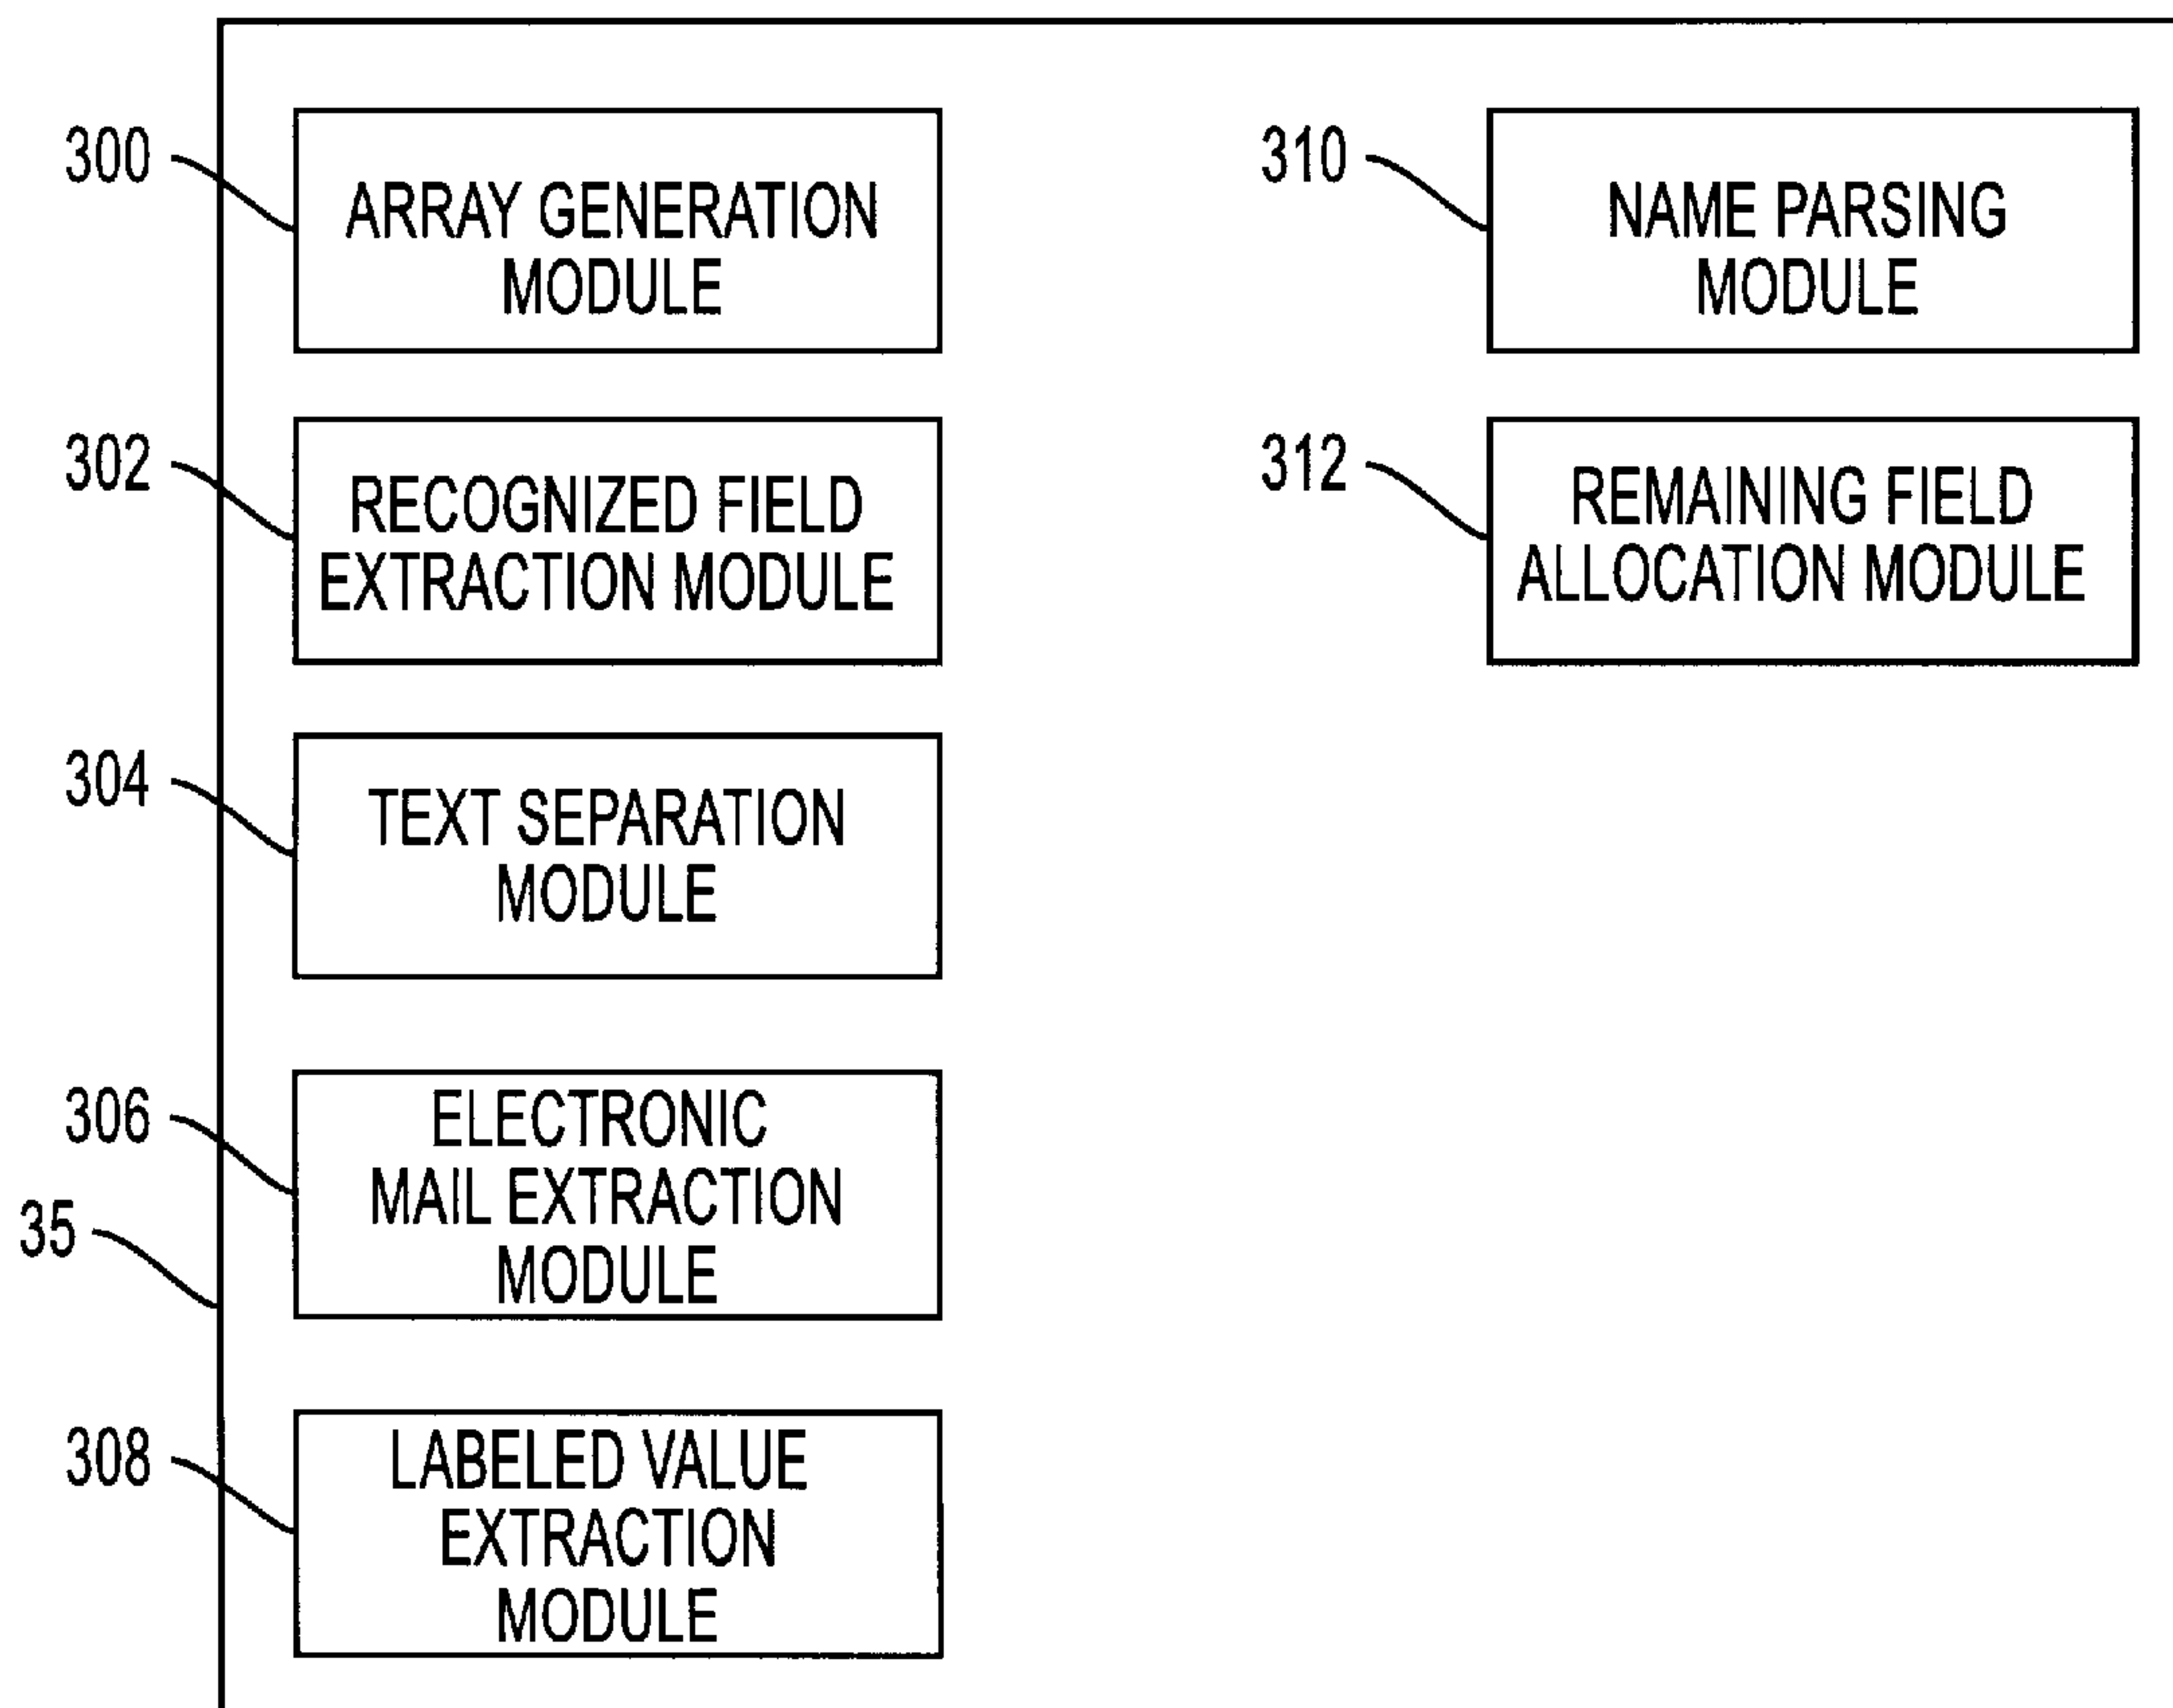 300
ARRAY GENERATION
MODULE
302
RECOGNIZED FIELD
EXTRACTION MODULE
304
TEXT SEPARATION
MODULE
306
ELECTRONIC
MAIL EXTRACTION
MODULE
35
308
LABELED VALUE
EXTRACTION
MODULE
310
NAME PARSING
MODULE
312
REMAINING FIELD
ALLOCATION MODULE